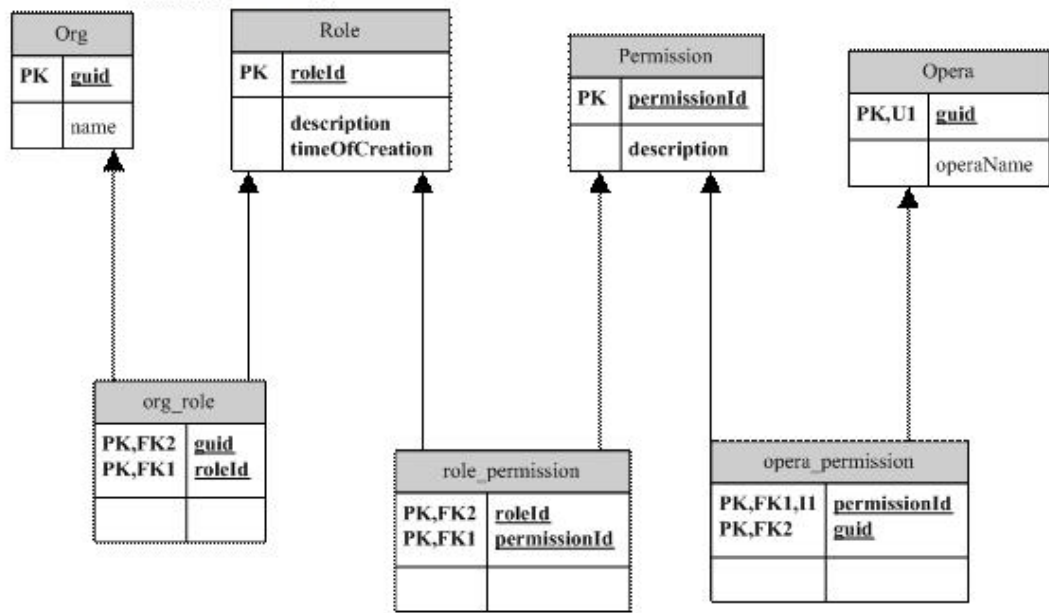 Org
PK guid
name
Role
PK roleId
description
timeOfCreation
Permission
PK permissionId
description
Opera
PK,U1 guid
operaName
org_role
PK,FK2 guid
PK,FK1 roleId
role_permission
PK,FK2 roleId
PK,FK1 permissionId
opera_permission
PK,FK1,I1 permissionId
PK,FK2 guid